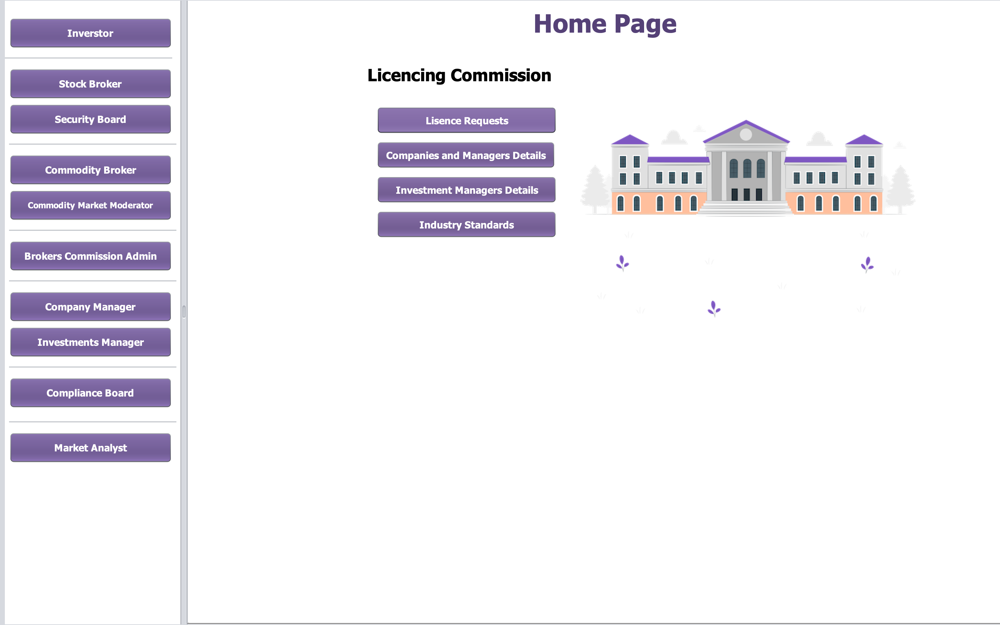 Inverstor
Stock Broker
Security Board
Commodity Broker
Commodity Market Moderator
Brokers Commission Admin
Company Manager
Investments Manager
Compliance Board
Market Analyst
Home Page
Licencing Commission
Lisence Requests
Companies and Managers Details
Investment Managers Details
Industry Standards